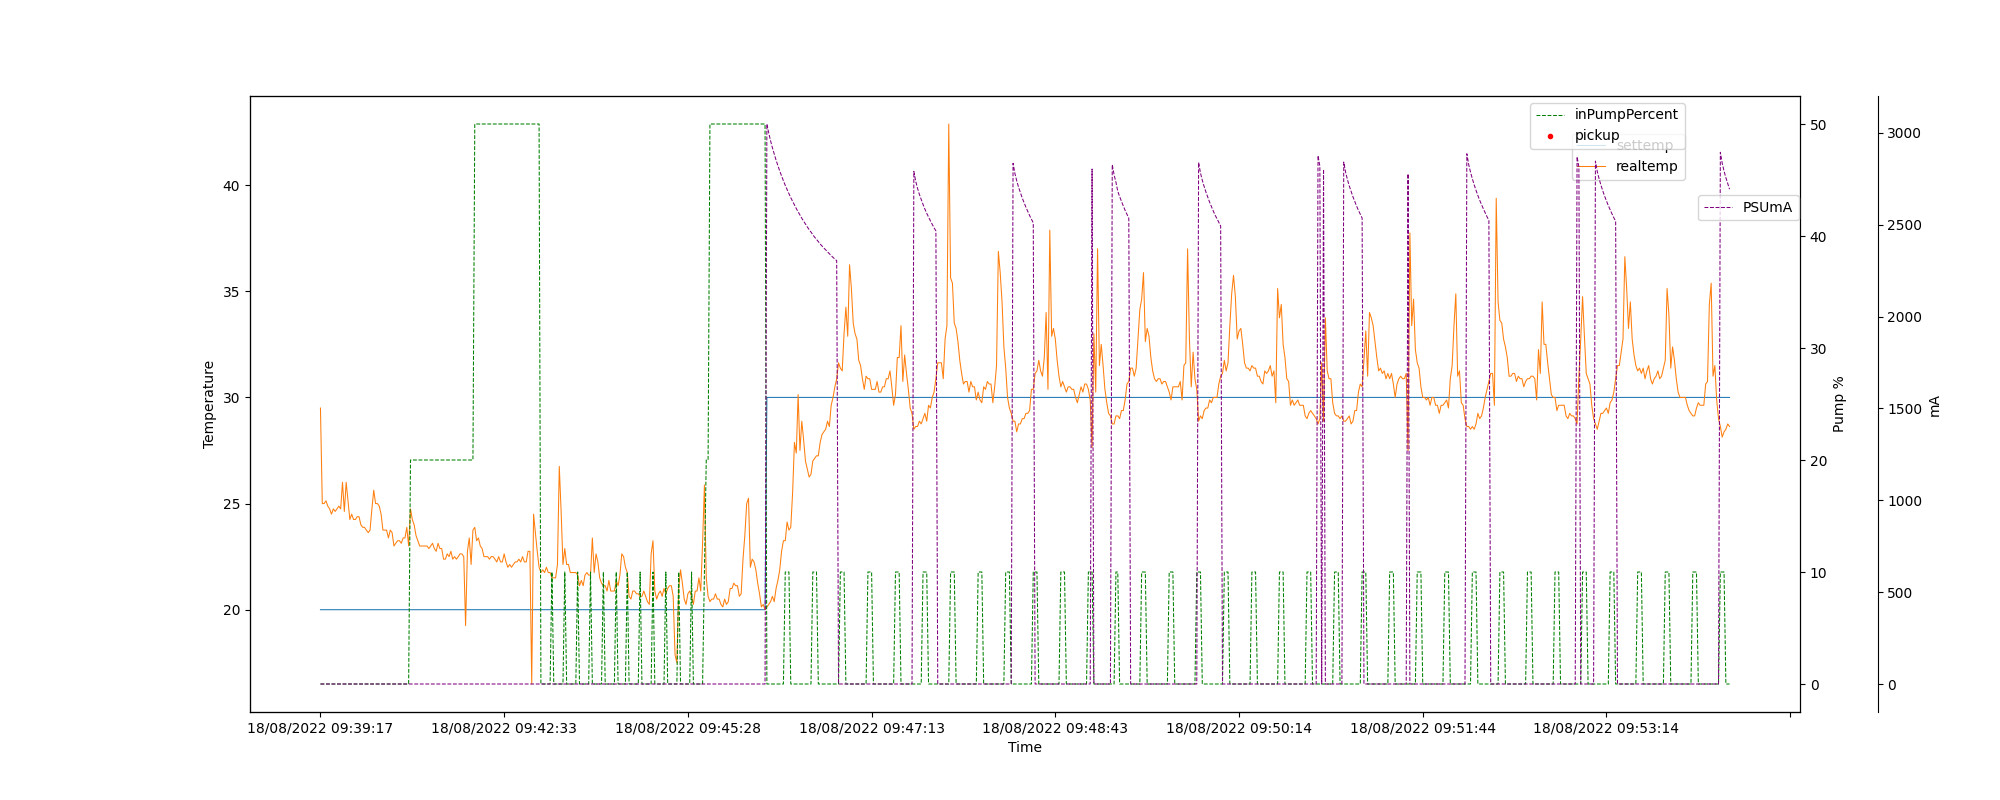 inPumpPercent
pickup
settemp
realtemp
PSUmA
Temperature
40
35
30
25
20
50
40
30
20
10
0
Pump %
3000
2500
2000
1500
1000
500
0
mA
18/08/2022 09:39:17
18/08/2022 09:42:33
18/08/2022 09:45:28
18/08/2022 09:47:13
18/08/2022 09:48:43
18/08/2022 09:50:14
18/08/2022 09:51:44
18/08/2022 09:53:14
Time